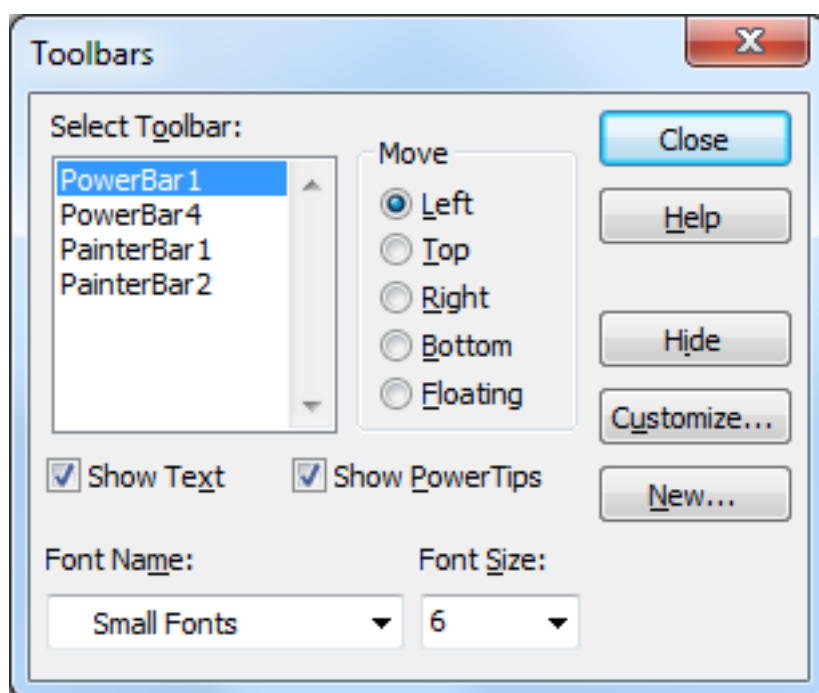 Toolbars
Select Toolbar:
PowerBar1
PowerBar4
PainterBar1
PainterBar2
Move
Left
Top
Right
Bottom
Floating
Close
Help
Hide
Customize...
New...
Show Text
Show PowerTips
Font Name:
Font Size:
Small Fonts
6